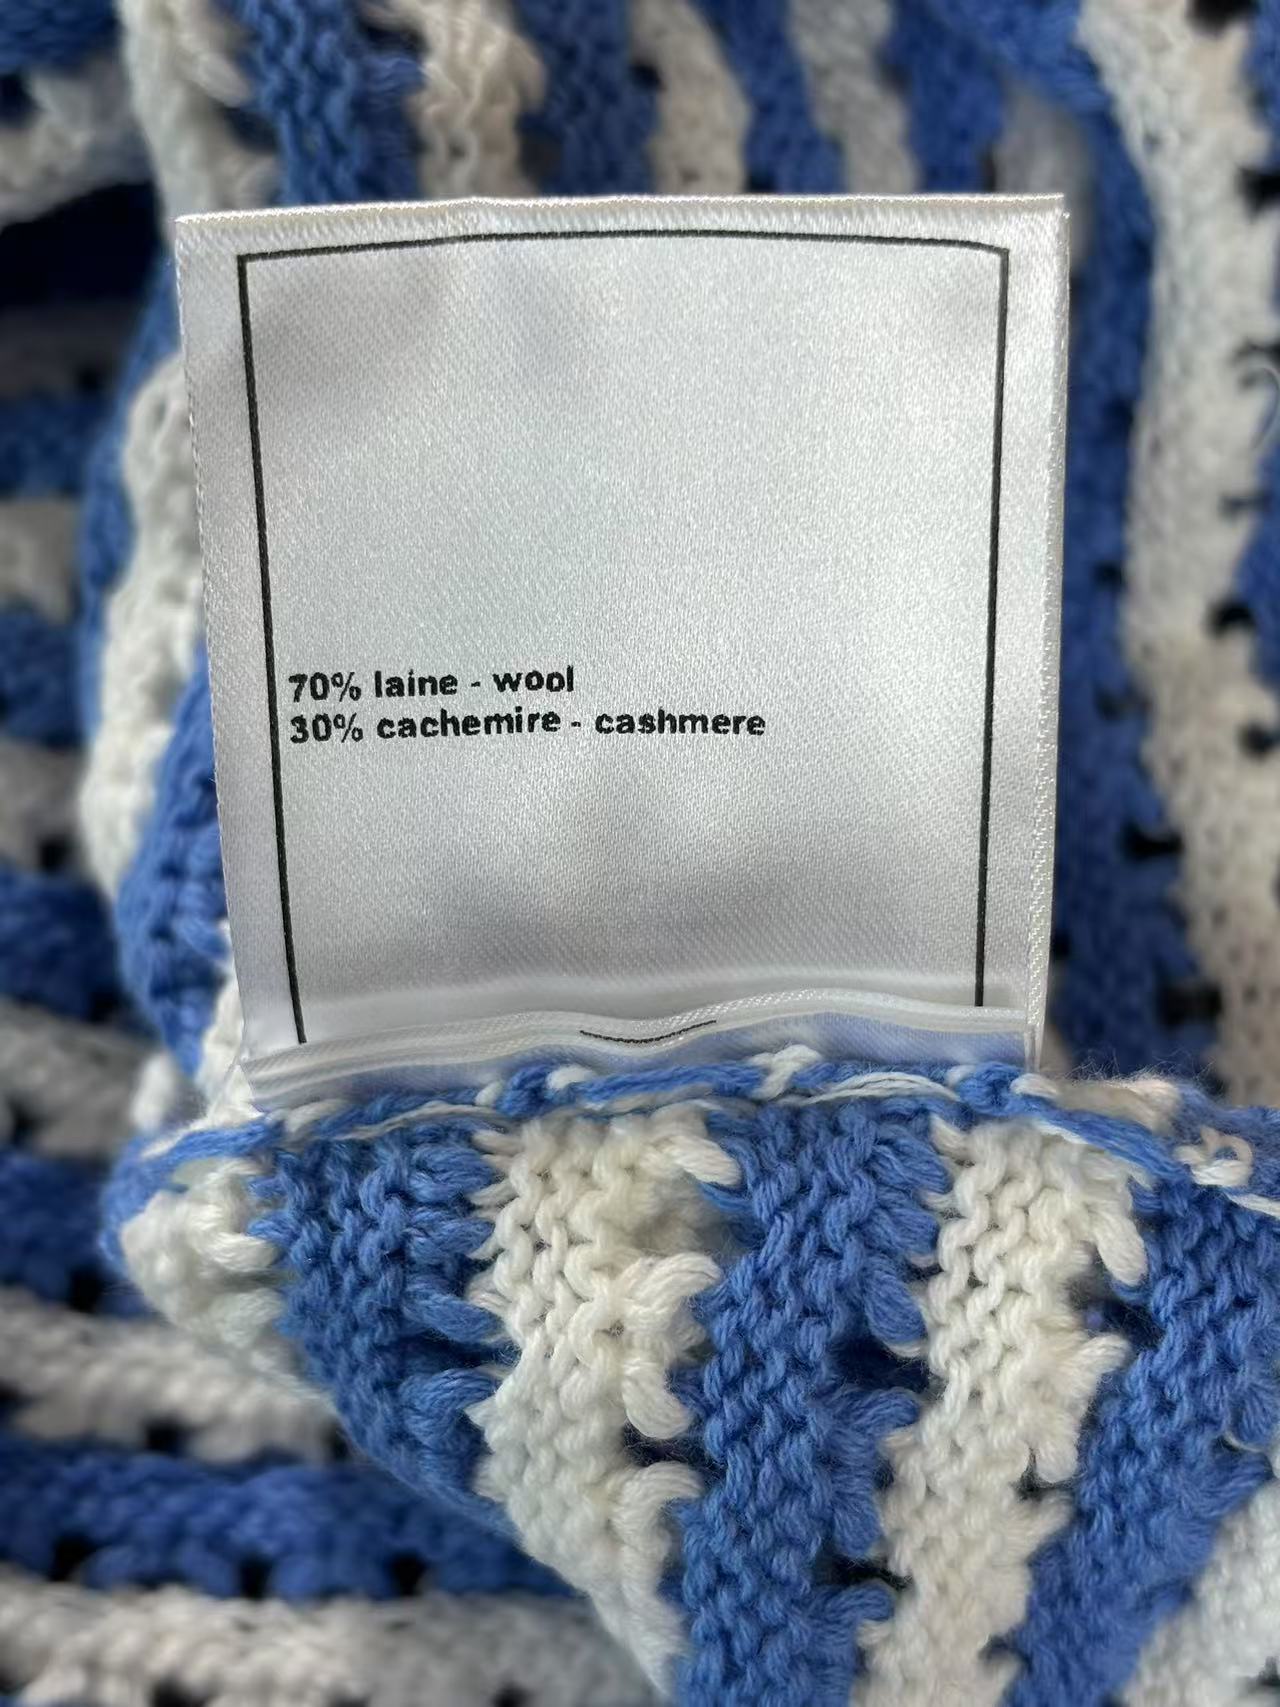 70% laine - wool
30% cachemire - cashmere